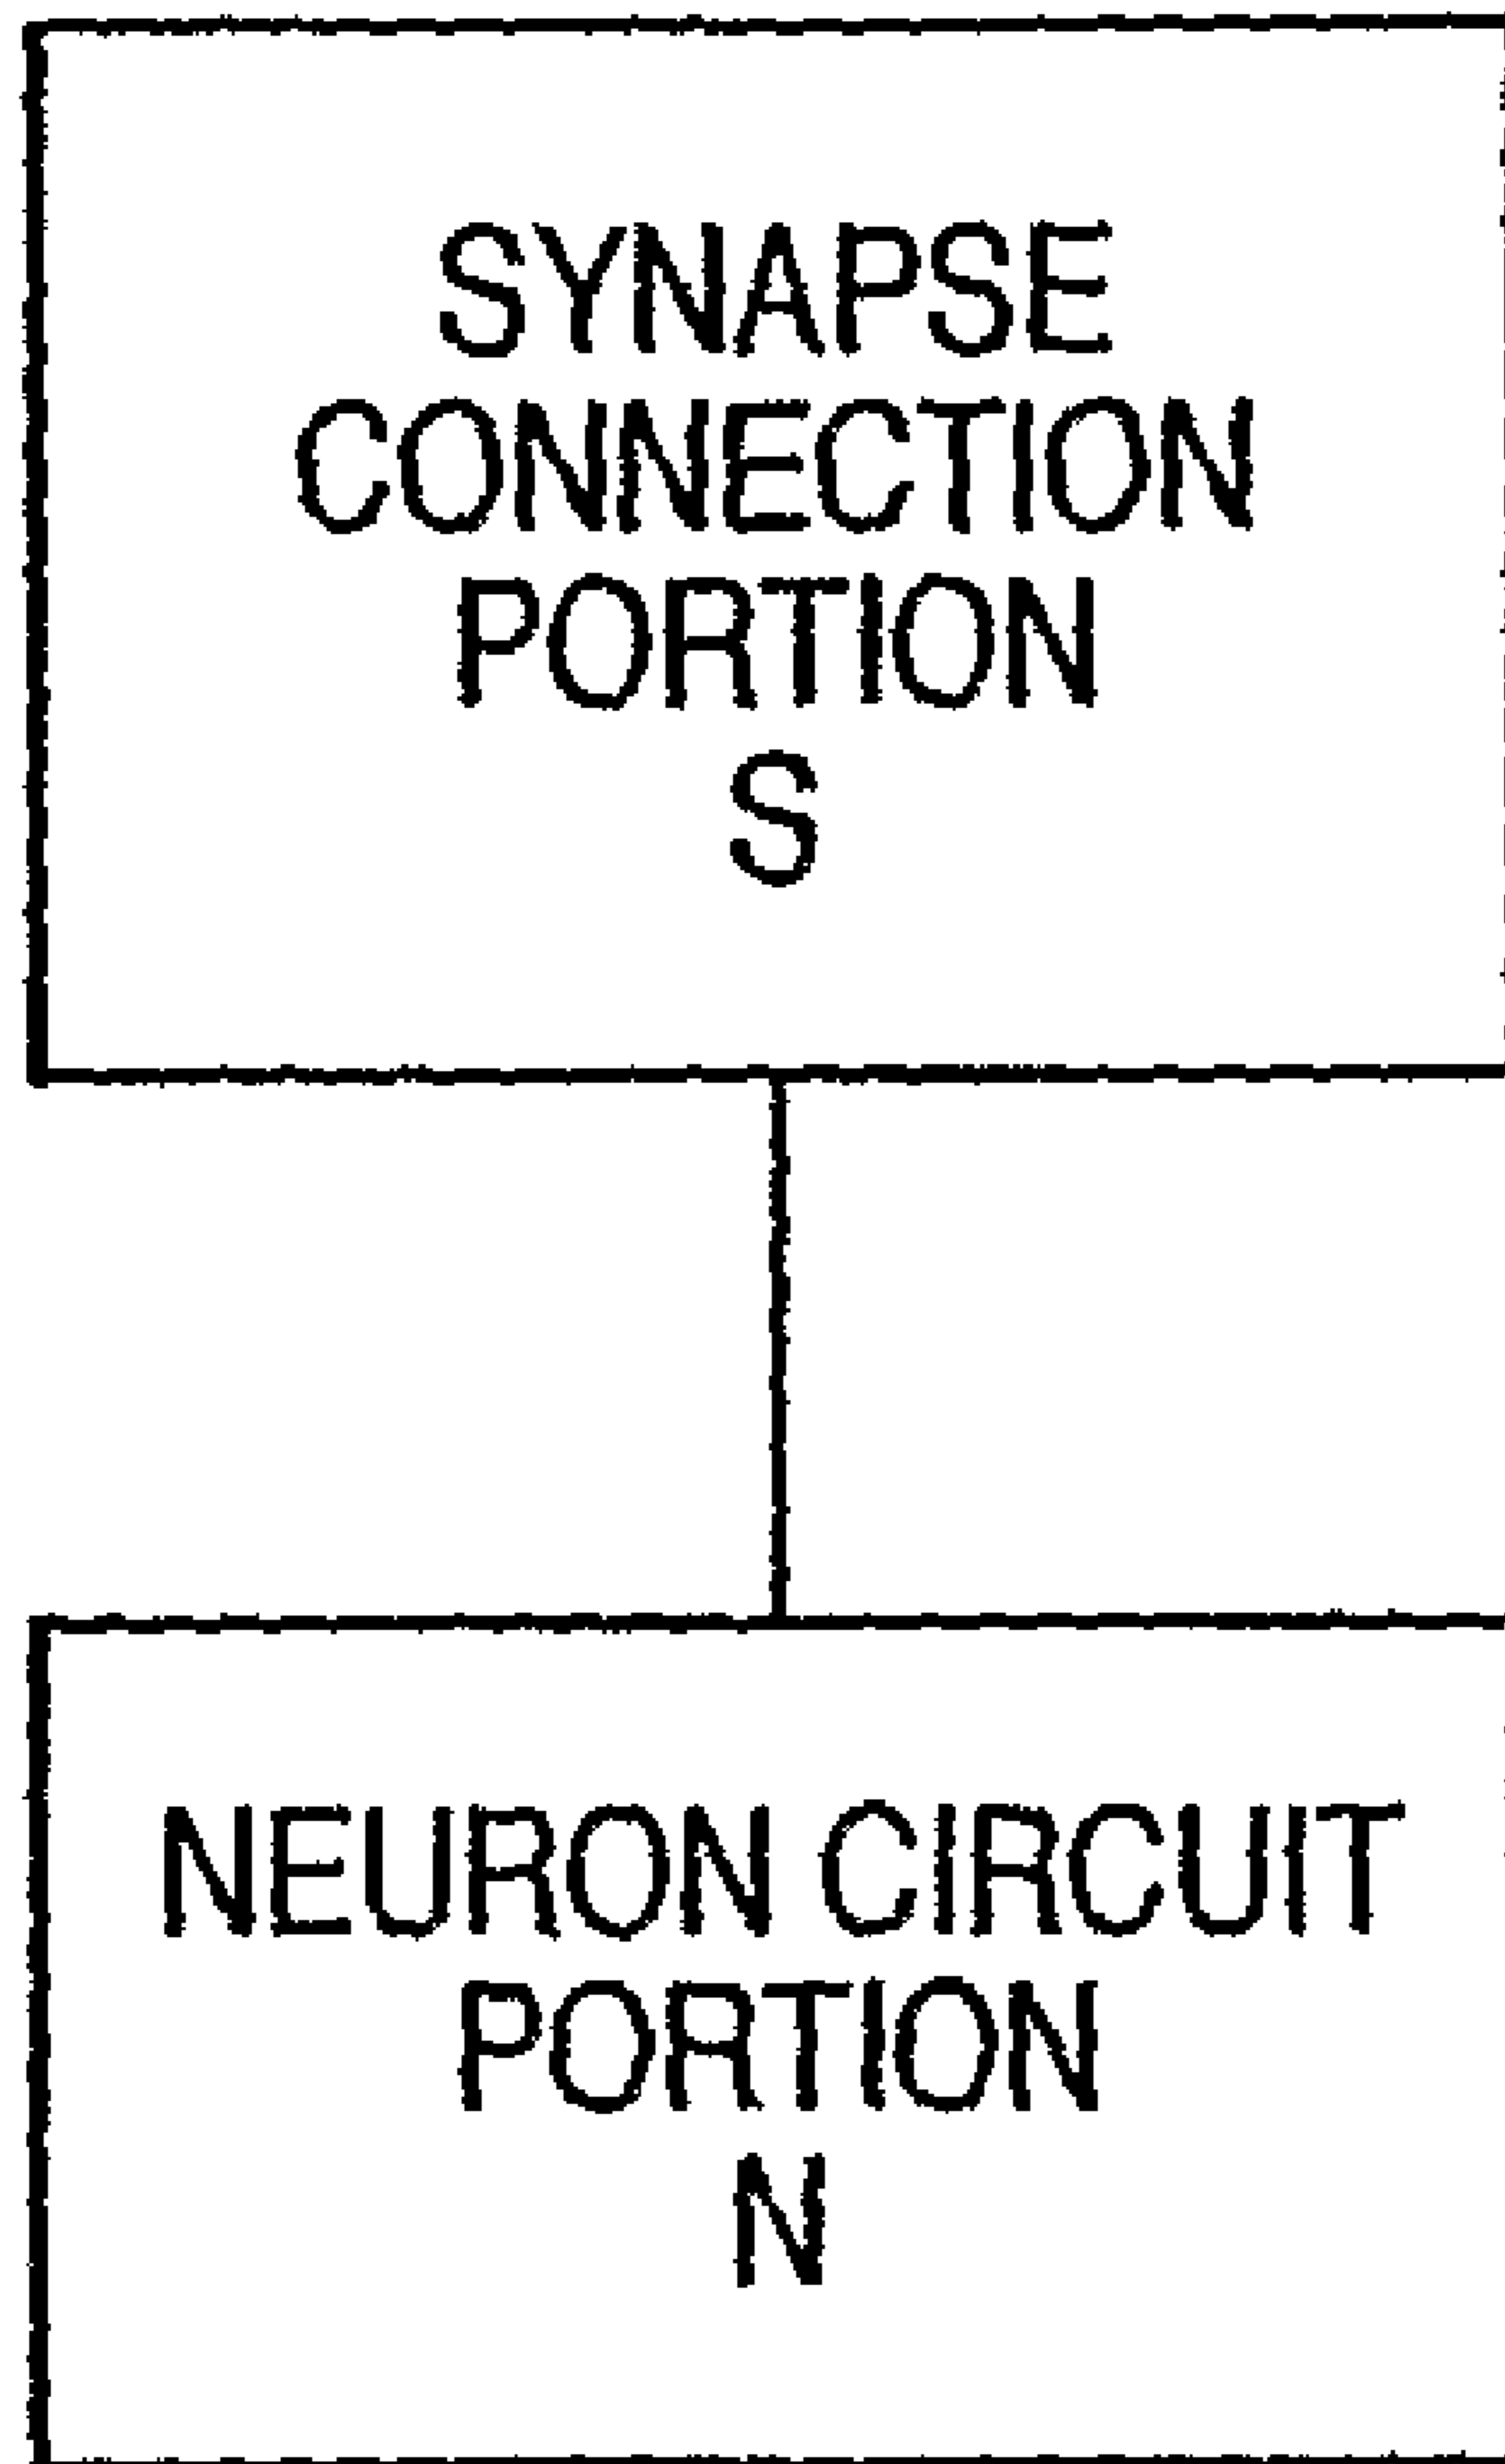 SYNAPSE
CONNECTION
PORTION
S
NEURON CIRCUIT
PORTION
N